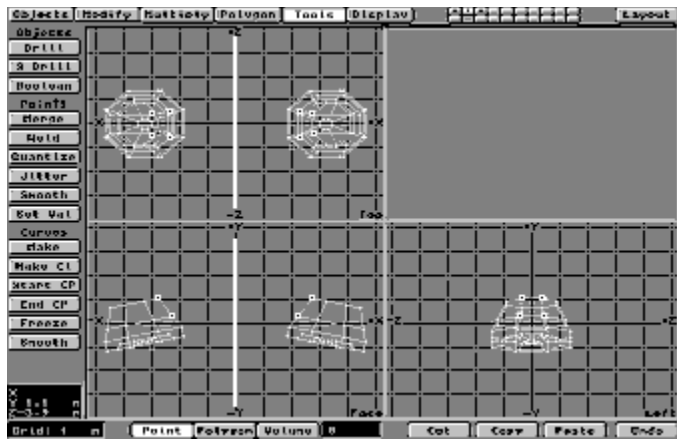 Objects Modify Multiply Polygon Tools Display Layout
Objects
Drill
S Drill
Boolean
Points
Merge
Weld
Quantize
Jitter
Smooth
Set Val
Curves
Make
Make Cl
Start CP
End CP
Freeze
Smooth
+Z
-X +X
-Z Top
+Y
-X +X
-Y Face
+Y
-Z +Z
-Y Left
X
Y
Z
Grid: 1 m Point Polygon Volume 8 Cut Copy Paste Undo